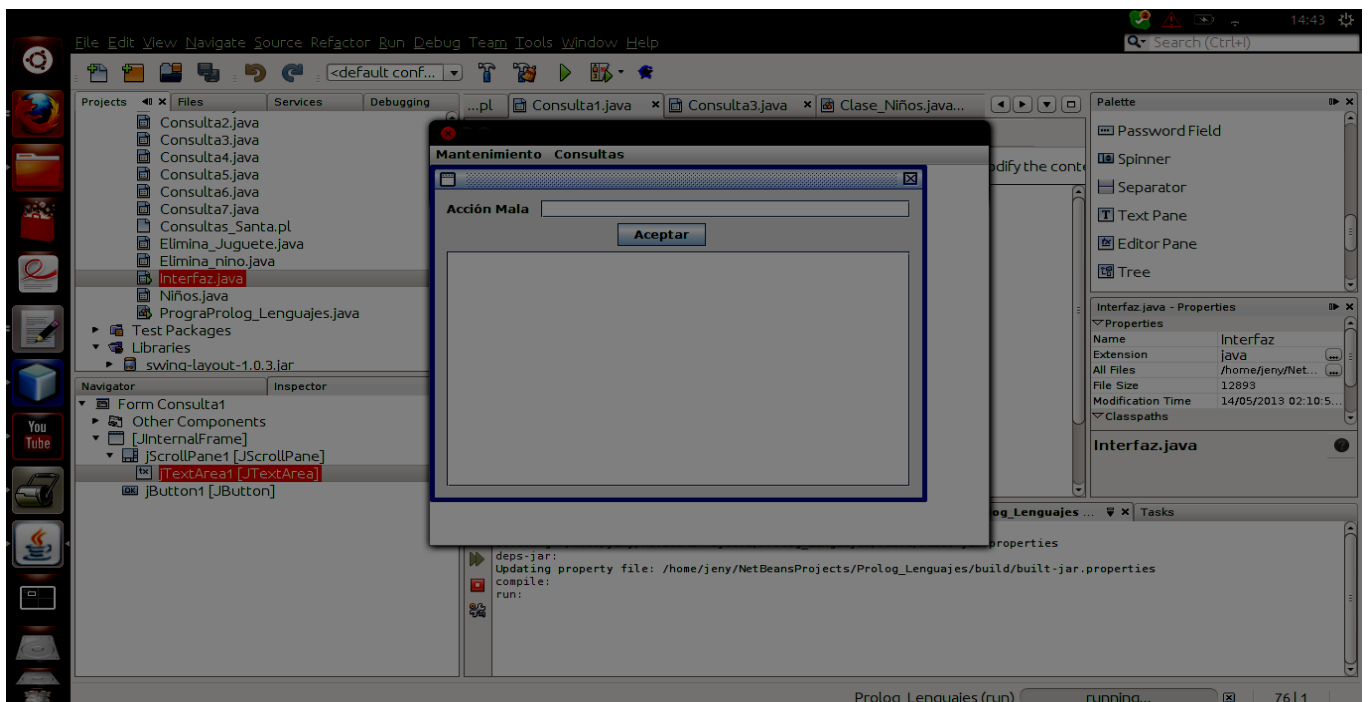 14:43
File Edit View Navigate Source Refactor Run Debug Team Tools Window Help
Search (Ctrl+I)
<default conf...
Projects Files Services Debugging
Consulta2.java
Consulta3.java
Consulta4.java
Consulta5.java
Consulta6.java
Consulta7.java
Consultas_Santa.pl
Elimina_Juguete.java
Elimina_nino.java
Interfaz.java
Niños.java
PrograProlog_Lenguajes.java
Test Packages
Libraries
swing-layout-1.0.3.jar
Navigator Inspector
Form Consulta1
Other Components
[JInternalFrame]
jScrollPane1 [JScrollPane]
jTextArea1 [JTextArea]
jButton1 [JButton]
You
Tube
...pl Consulta1.java Consulta3.java Clase_Niños.java...
Mantenimiento Consultas
Acción Mala
Aceptar
odify the conte
Palette
Password Field
Spinner
Separator
Text Pane
Editor Pane
Tree
Interfaz.java - Properties
Properties
Name Interfaz
Extension java
All Files /home/jeny/Net...
File Size 12893
Modification Time 14/05/2013 02:10:5...
Classpaths
Interfaz.java
og_Lenguajes ... Tasks
properties
deps-jar:
Updating property file: /home/jeny/NetBeansProjects/Prolog_Lenguajes/build/built-jar.properties
compile:
run:
Prolog_Lenguajes (run) running... 76|1